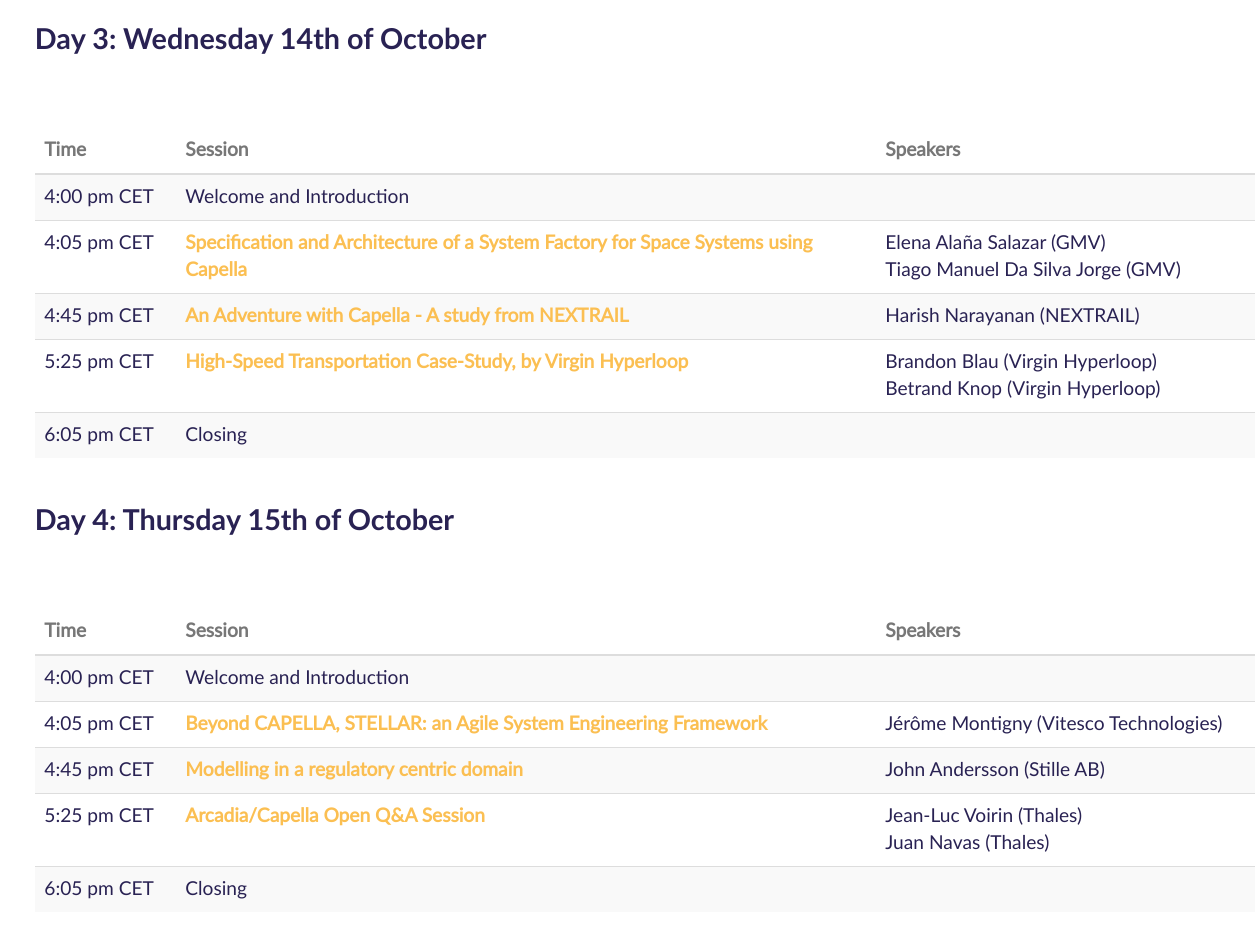 Day 3: Wednesday 14th of October
Time Session Speakers
4:00 pm CET Welcome and Introduction
4:05 pm CET Specification and Architecture of a System Factory for Space Systems using Elena Alaña Salazar (GMV)
Capella Tiago Manuel Da Silva Jorge (GMV)
4:45 pm CET An Adventure with Capella - A study from NEXTRAIL Harish Narayanan (NEXTRAIL)
5:25 pm CET High-Speed Transportation Case-Study, by Virgin Hyperloop Brandon Blau (Virgin Hyperloop)
Betrand Knop (Virgin Hyperloop)
6:05 pm CET Closing
Day 4: Thursday 15th of October
Time Session Speakers
4:00 pm CET Welcome and Introduction
4:05 pm CET Beyond CAPELLA, STELLAR: an Agile System Engineering Framework Jérôme Montigny (Vitesco Technologies)
4:45 pm CET Modelling in a regulatory centric domain John Andersson (Stille AB)
5:25 pm CET Arcadia/Capella Open Q&A Session Jean-Luc Voirin (Thales)
Juan Navas (Thales)
6:05 pm CET Closing